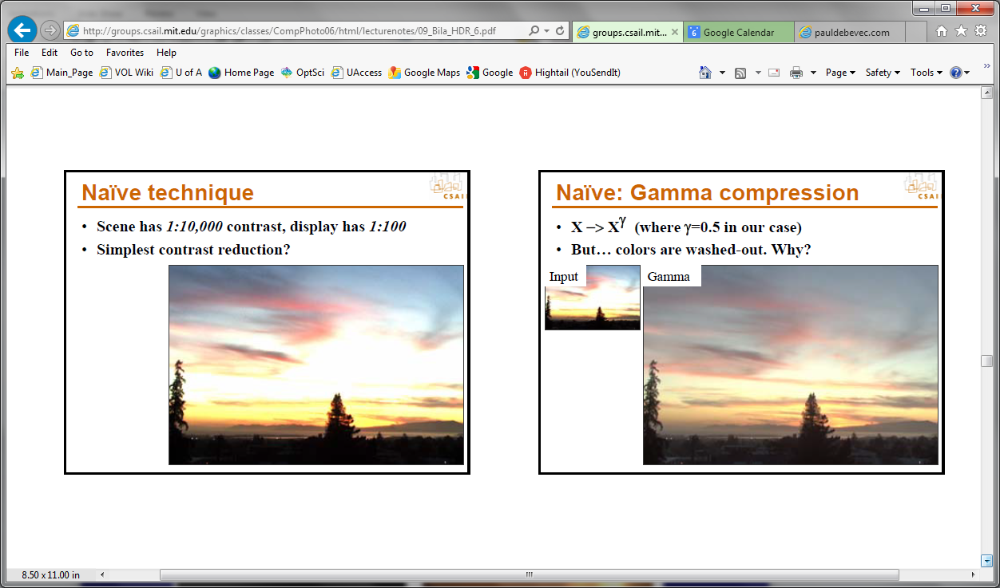 http://groups.csail.mit.edu/graphics/classes/CompPhoto06/html/lecturenotes/09_Bila_HDR_6.pdf
groups.csail.mit...
6 Google Calendar
pauldebevec.com
File Edit Go to Favorites Help
Main_Page VOL Wiki U of A Home Page OptSci UAccess Google Maps Google Hightail (YouSendIt) Page Safety Tools
Naïve technique
CSAI
• Scene has 1:10,000 contrast, display has 1:100
• Simplest contrast reduction?
Naïve: Gamma compression
CSAI
• X −> Xγ (where γ=0.5 in our case)
• But… colors are washed-out. Why?
Input
Gamma
8.50 x 11.00 in